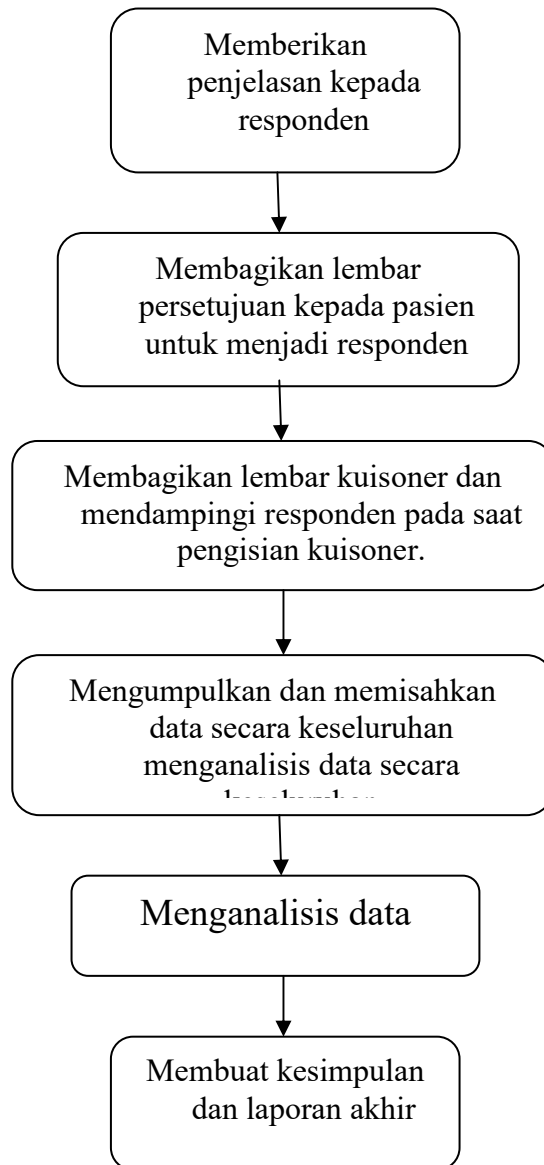 Memberikan
penjelasan kepada
responden
Membagikan lembar
persetujuan kepada pasien
untuk menjadi responden
Membagikan lembar kuisoner dan
mendampingi responden pada saat
pengisian kuisoner.
Mengumpulkan dan memisahkan
data secara keseluruhan
menganalisis data secara
Menganalisis data
Membuat kesimpulan
dan laporan akhir